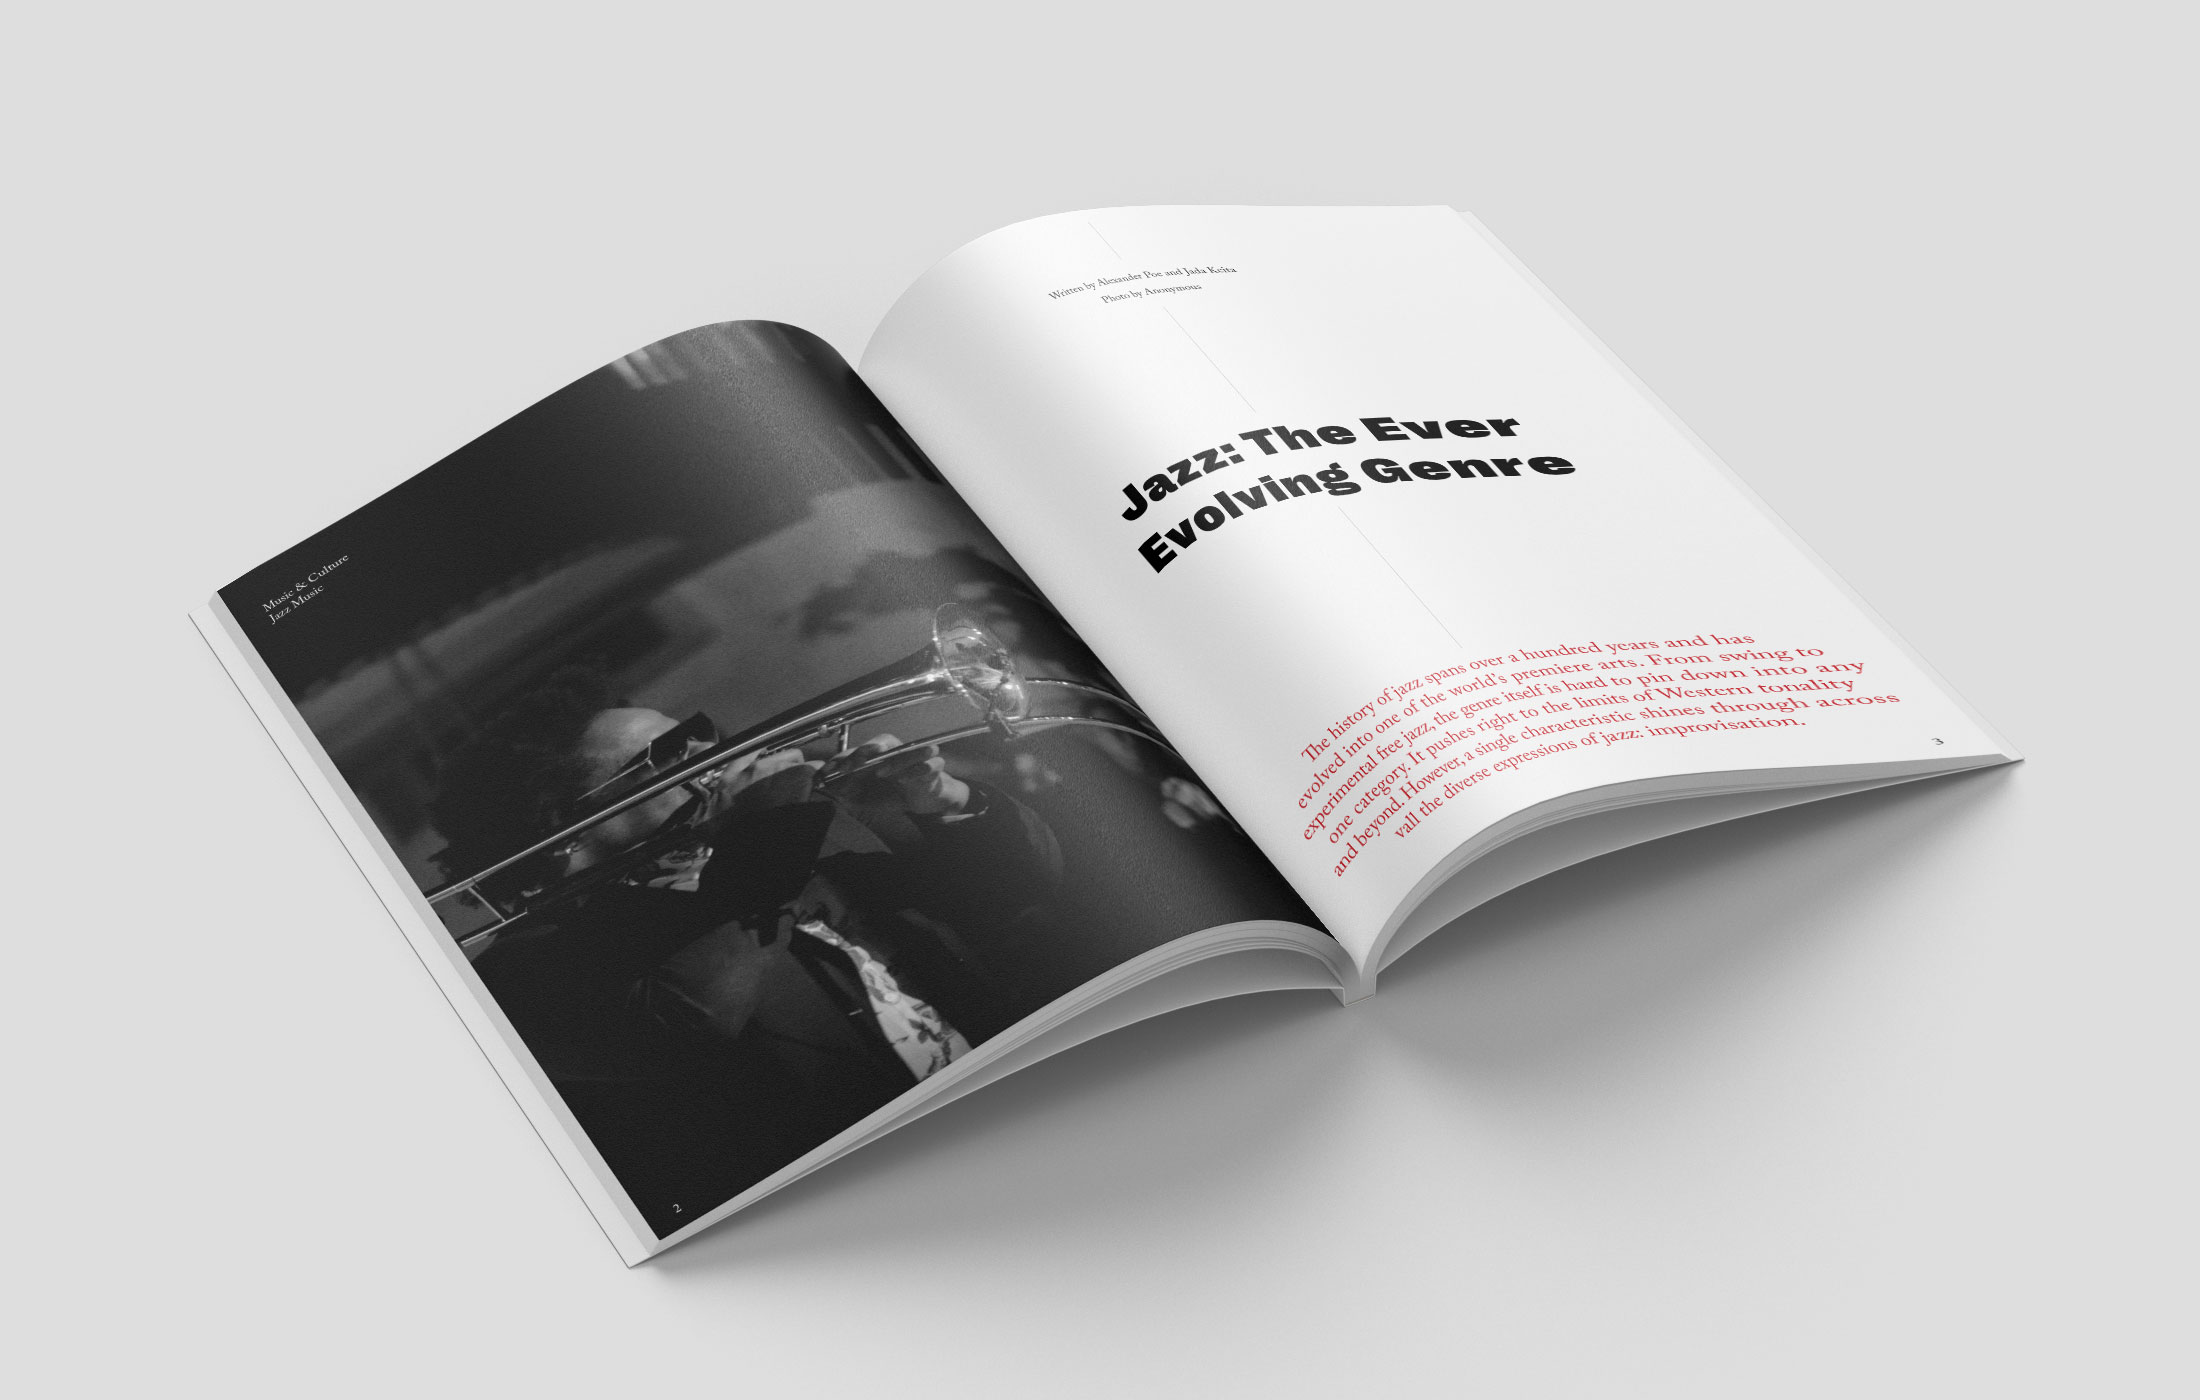 Music & Culture
Jazz Music
2
Written by Alexander Poe and Jada Keita
Photo by Anonymous
Jazz: The Ever
Evolving Genre
The history of jazz spans over a hundred years and has
evolved into one of the world's premiere arts. From swing to
experimental free jazz, the genre itself is hard to pin down into any
one category. It pushes right to the limits of Western tonality
and beyond. However, a single characteristic shines through across
vall the diverse expressions of jazz: improvisation.
3